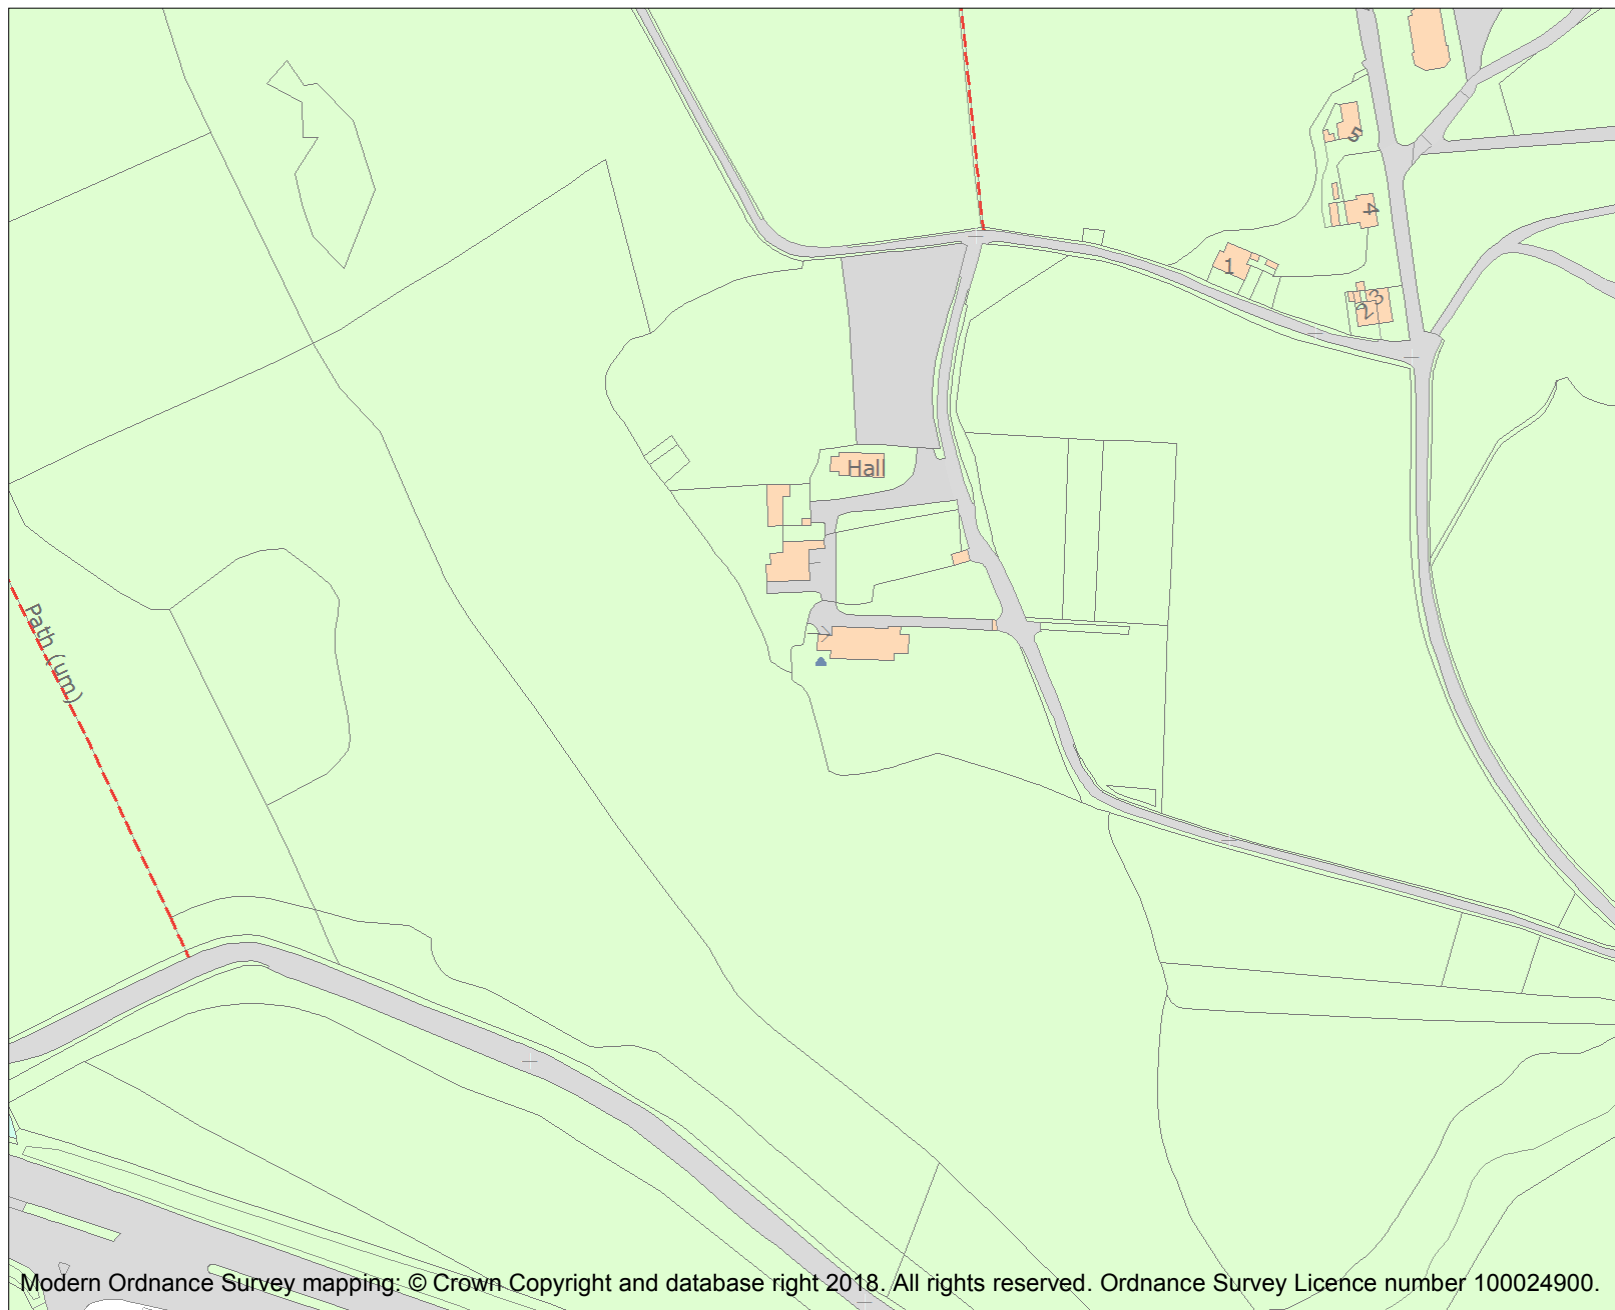 5
4
1
3
2
Hall
Path (um)
Modern Ordnance Survey mapping: © Crown Copyright and database right 2018. All rights reserved. Ordnance Survey Licence number 100024900.